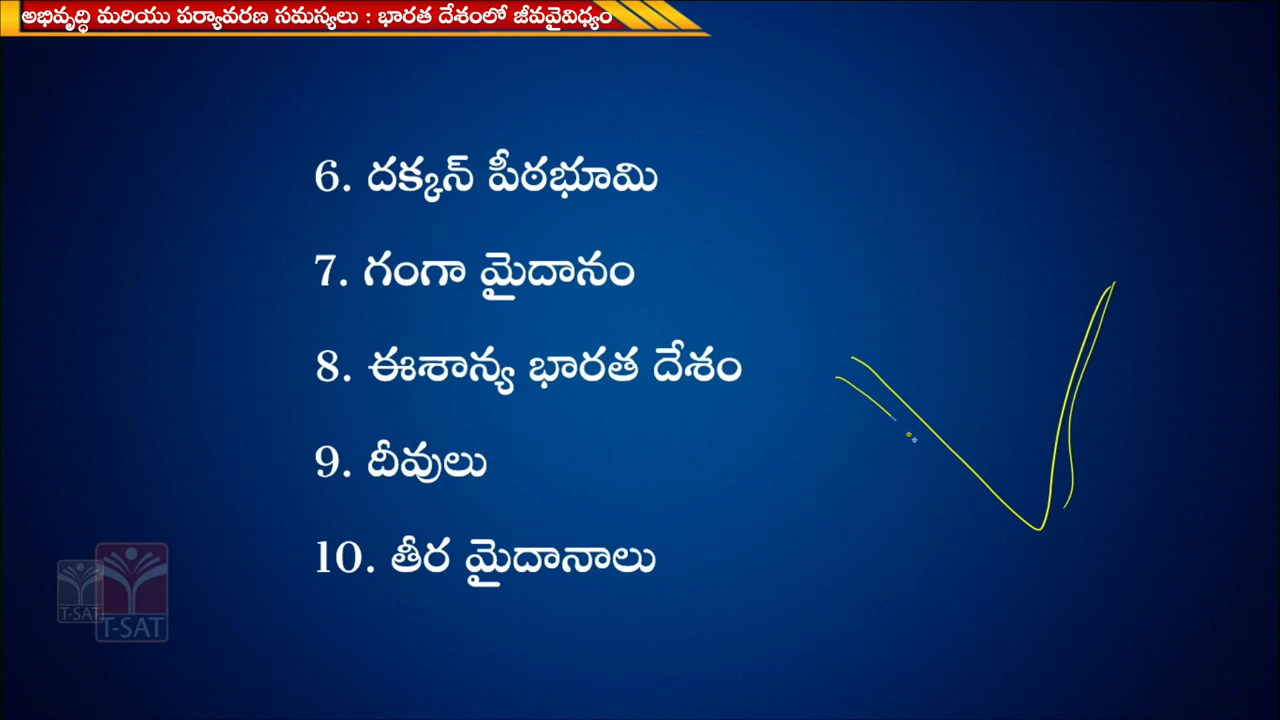 అభివృద్ధి మరియు పర్యావరణ సమస్యలు : భారత దేశంలో జీవవైవిధ్యం
6. దక్కన్ పీఠభూమి
7. గంగా మైదానం
8. ఈశాన్య భారత దేశం
9. దీవులు
10. తీర మైదానాలు
T-SAT
T-SAT